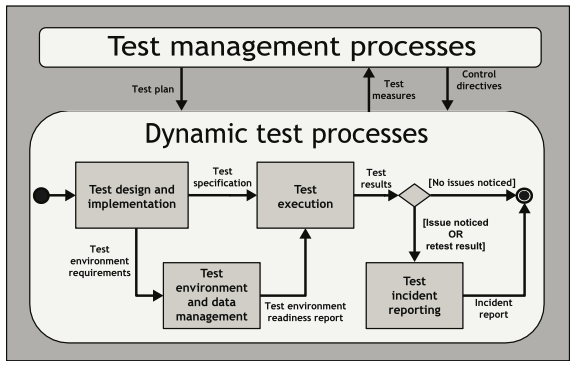 Test management processes
Test plan
Test
measures
Control
directives
Dynamic test processes
Test design and
implementation
Test
specification
Test
execution
Test
results
[No issues noticed]
[Issue noticed
OR
retest result]
Test
environment
requirements
Test
environment
and data
management
Test environment
readiness report
Test
incident
reporting
Incident
report